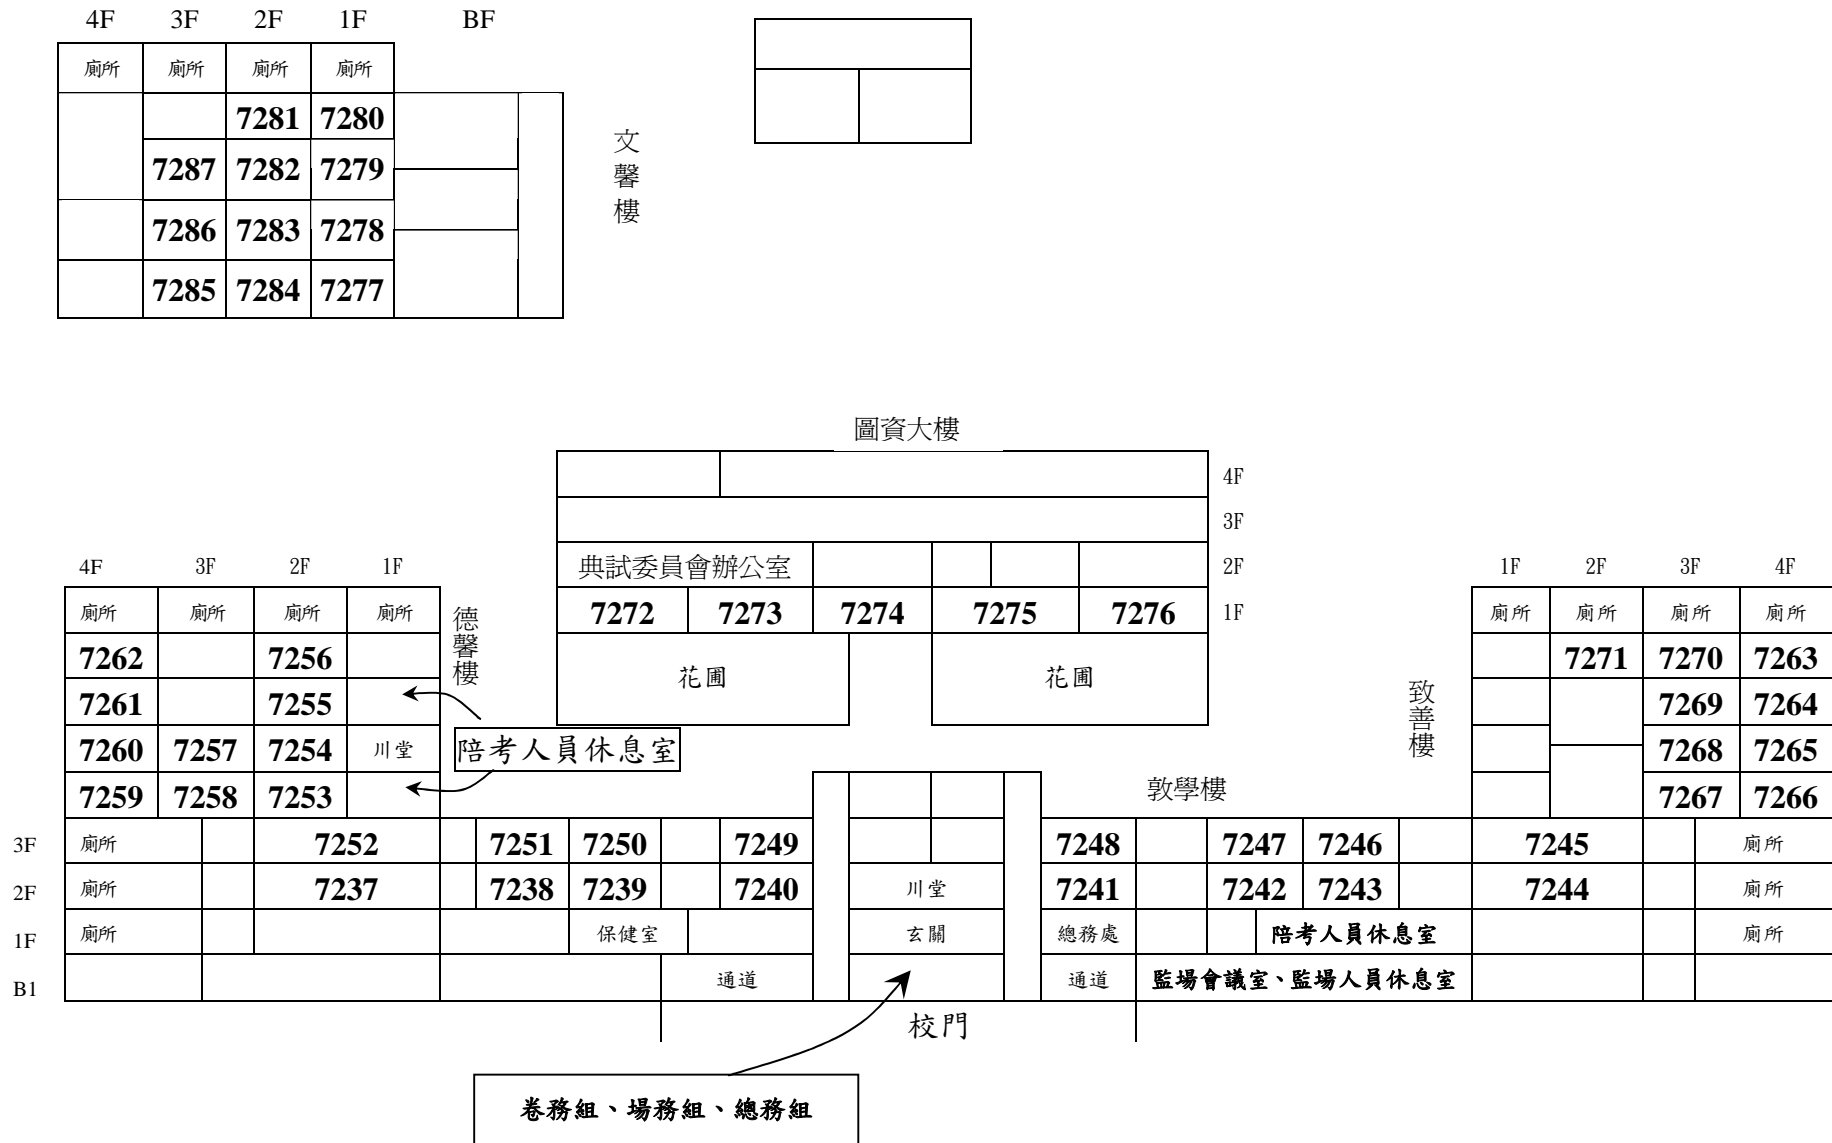 4F 3F 2F 1F BF
廁所 廁所 廁所 廁所
7281 7280
7287 7282 7279
7286 7283 7278
7285 7284 7277
文馨樓
圖資大樓
4F
3F
典試委員會辦公室 2F
7272 7273 7274 7275 7276 1F
花圃 花圃
4F 3F 2F 1F
廁所 廁所 廁所 廁所
7262 7256
7261 7255
7260 7257 7254 川堂
7259 7258 7253
德馨樓
陪考人員休息室
致善樓
1F 2F 3F 4F
廁所 廁所 廁所 廁所
7271 7270 7263
7269 7264
7268 7265
7267 7266
敦學樓
3F 廁所 7252 7251 7250 7249 7248 7247 7246 7245 廁所
2F 廁所 7237 7238 7239 7240 川堂 7241 7242 7243 7244 廁所
1F 廁所 保健室 玄關 總務處 陪考人員休息室 廁所
B1 通道 通道 監場會議室、監場人員休息室
校門
卷務組、場務組、總務組